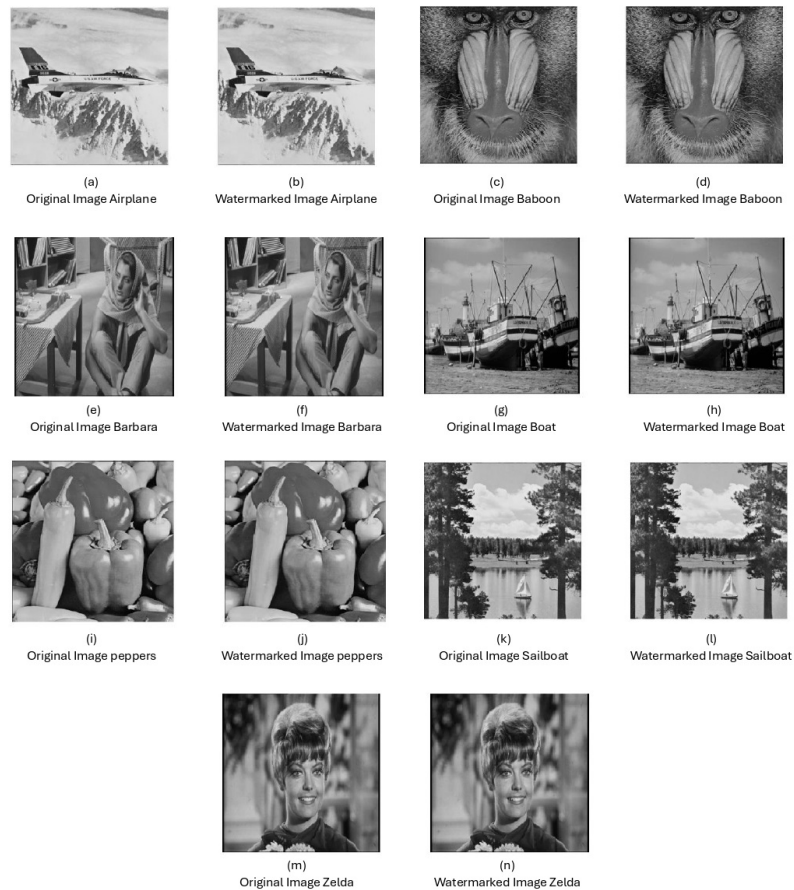 (a)
Original Image Airplane
(b)
Watermarked Image Airplane
(c)
Original Image Baboon
(d)
Watermarked Image Baboon
(e)
Original Image Barbara
(f)
Watermarked Image Barbara
(g)
Original Image Boat
(h)
Watermarked Image Boat
(i)
Original Image peppers
(j)
Watermarked Image peppers
(k)
Original Image Sailboat
(l)
Watermarked Image Sailboat
(m)
Original Image Zelda
(n)
Watermarked Image Zelda